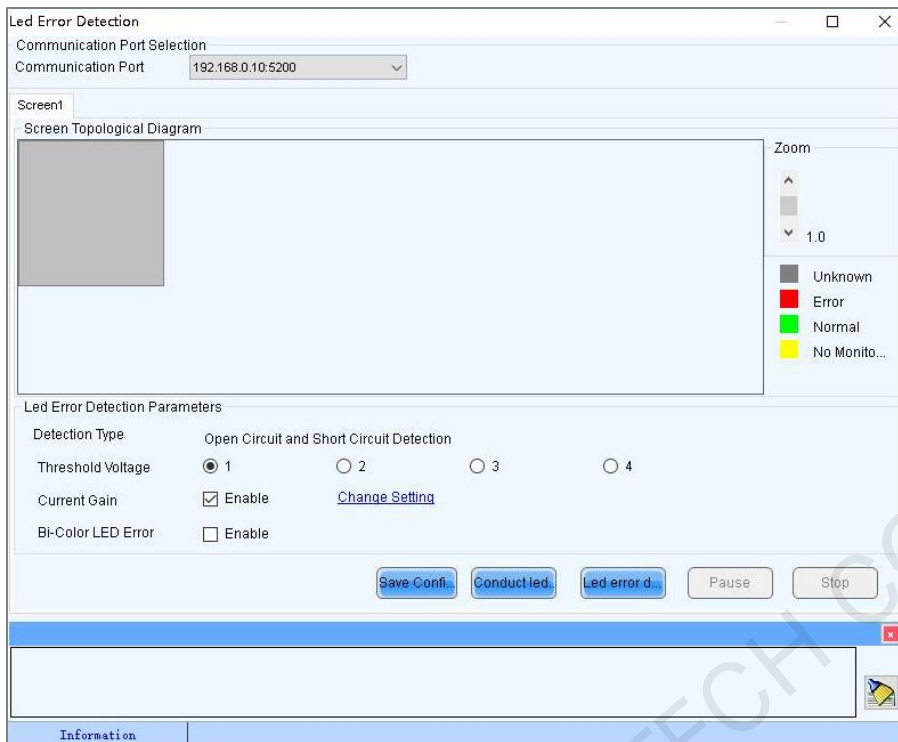 Led Error Detection
Communication Port Selection
Communication Port 192.168.0.10:5200
Screen1
Screen Topological Diagram
Zoom
1.0
Unknown
Error
Normal
No Monito...
Led Error Detection Parameters
Detection Type Open Circuit and Short Circuit Detection
Threshold Voltage 1 2 3 4
Current Gain Enable Change Setting
Bi-Color LED Error Enable
Save Confi... Conduct led... Led error d... Pause Stop
Information
TECH CO